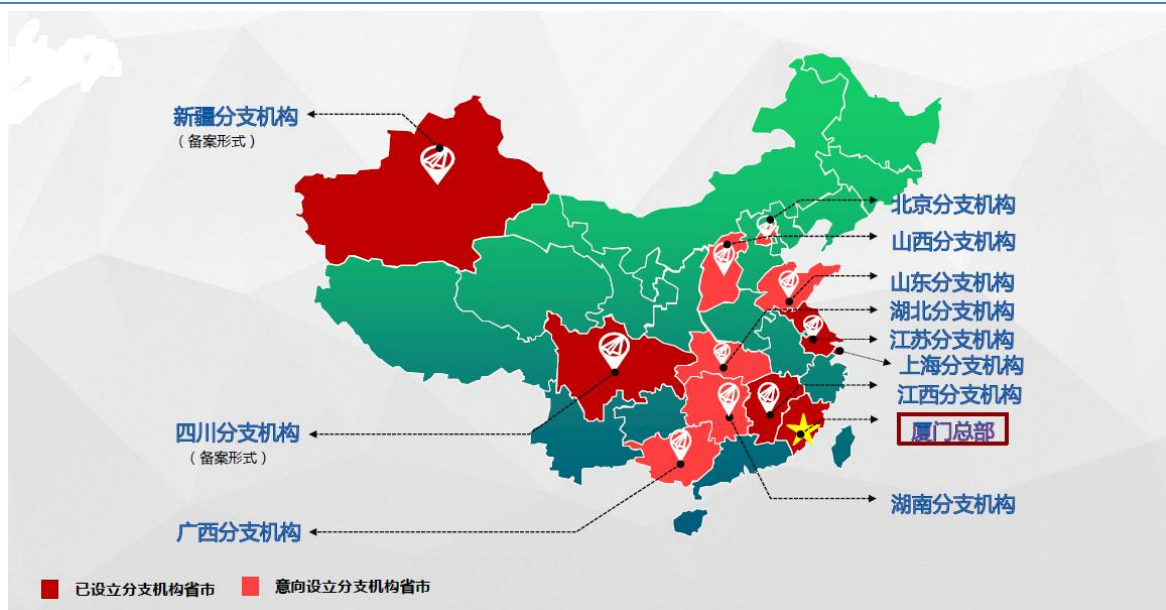 新疆分支机构
（备案形式）
北京分支机构
山西分支机构
山东分支机构
湖北分支机构
江苏分支机构
上海分支机构
江西分支机构
厦门总部
四川分支机构
（备案形式）
湖南分支机构
广西分支机构
已设立分支机构省市
意向设立分支机构省市